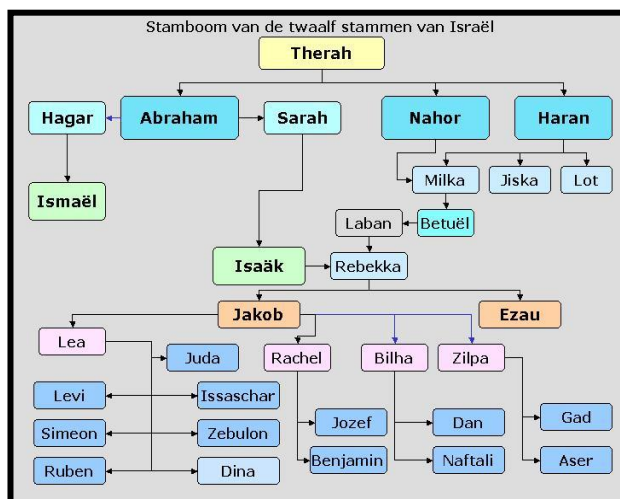 Stamboom van de twaalf stammen van Israël
Therah
Hagar
Abraham
Sarah
Nahor
Haran
Milka
Jiska
Lot
Ismaël
Laban
Betuël
Isaäk
Rebekka
Jakob
Ezau
Lea
Juda
Rachel
Bilha
Zilpa
Levi
Issaschar
Jozef
Dan
Gad
Simeon
Zebulon
Ruben
Dina
Benjamin
Naftali
Aser